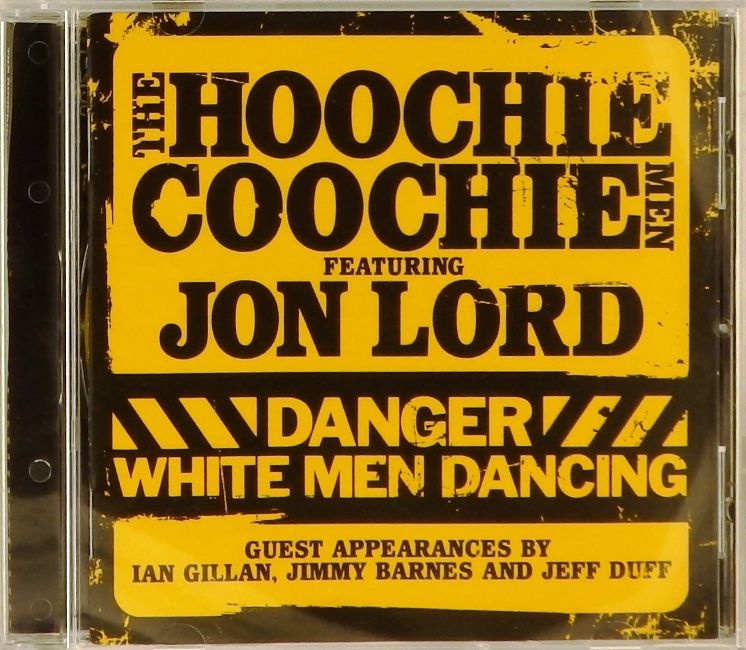 THE HOOCHIE
COOCHIE MEN
FEATURING
JON LORD
DANGER
WHITE MEN DANCING
GUEST APPEARANCES BY
IAN GILLAN, JIMMY BARNES AND JEFF DUFF